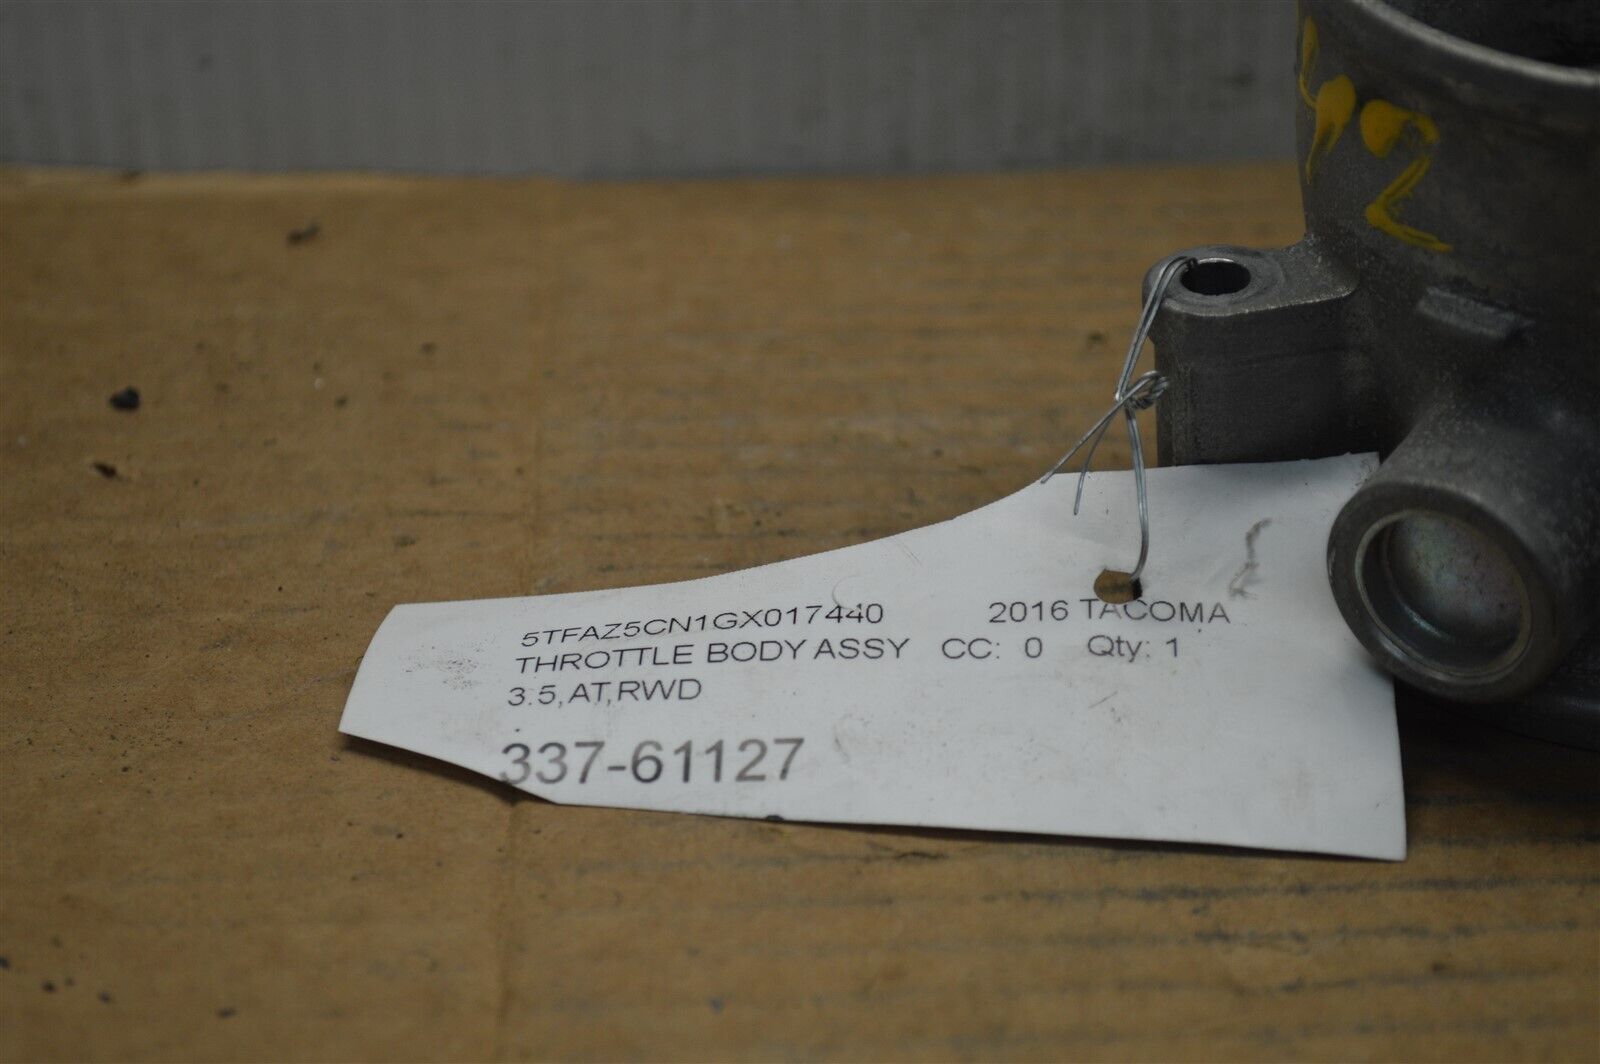 5TFAZ5CN1GX017440 2016 TACOMA
THROTTLE BODY ASSY CC: 0 Qty: 1
3.5, AT, RWD
337-61127